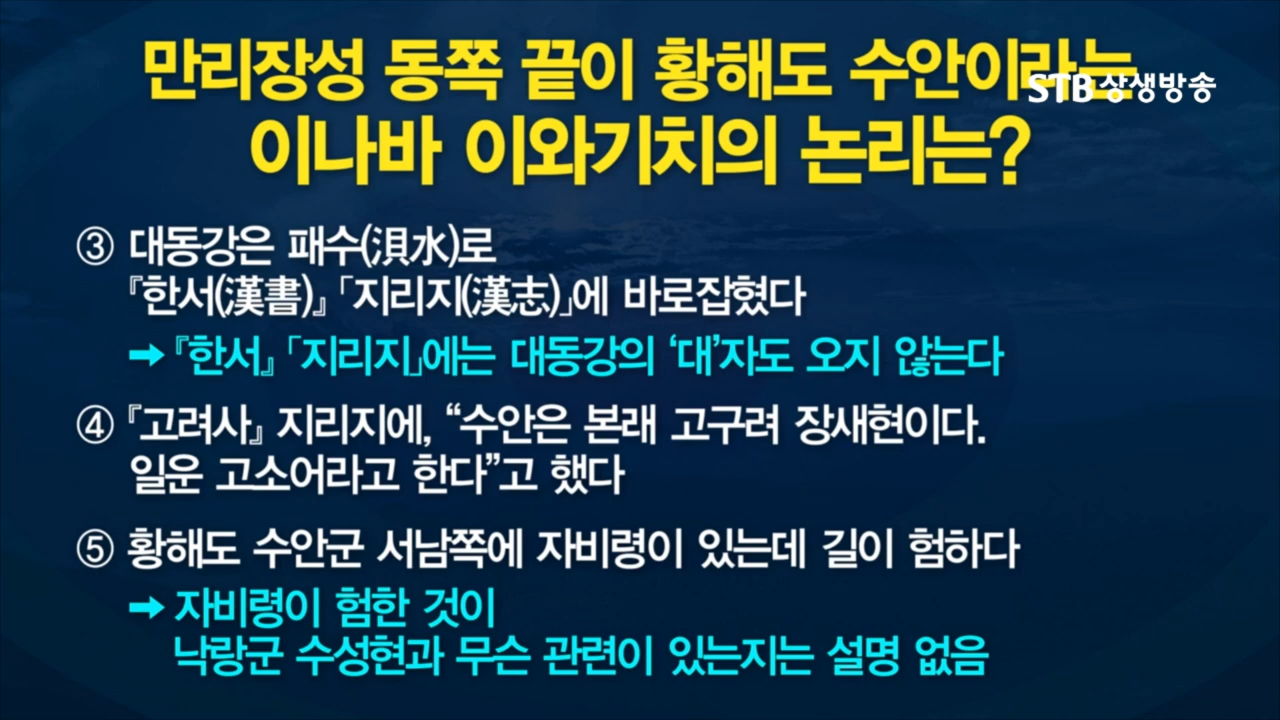 만리장성 동쪽 끝이 황해도 수안이라는
STB 상생방송
이나바 이와기치의 논리는?
③ 대동강은 패수(浿水)로
『한서(漢書)』「지리지(漢志)」에 바로잡혔다
➡『한서』「지리지」에는 대동강의 ‘대’자도 오지 않는다
④『고려사』 지리지에, “수안은 본래 고구려 장새현이다.
일운 고소어라고 한다”고 했다
⑤ 황해도 수안군 서남쪽에 자비령이 있는데 길이 험하다
➡ 자비령이 험한 것이
낙랑군 수성현과 무슨 관련이 있는지는 설명 없음